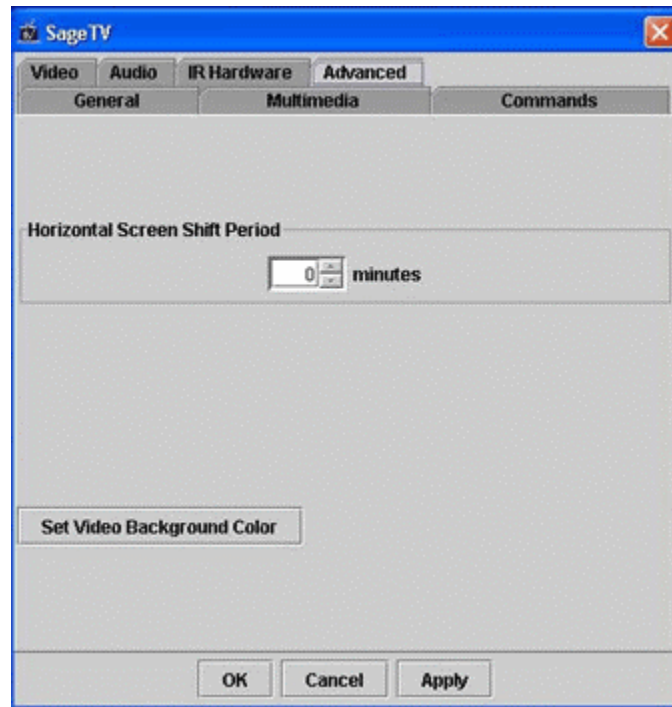 SageTV
Video Audio IR Hardware Advanced
General Multimedia Commands
Horizontal Screen Shift Period
0 minutes
Set Video Background Color
OK Cancel Apply